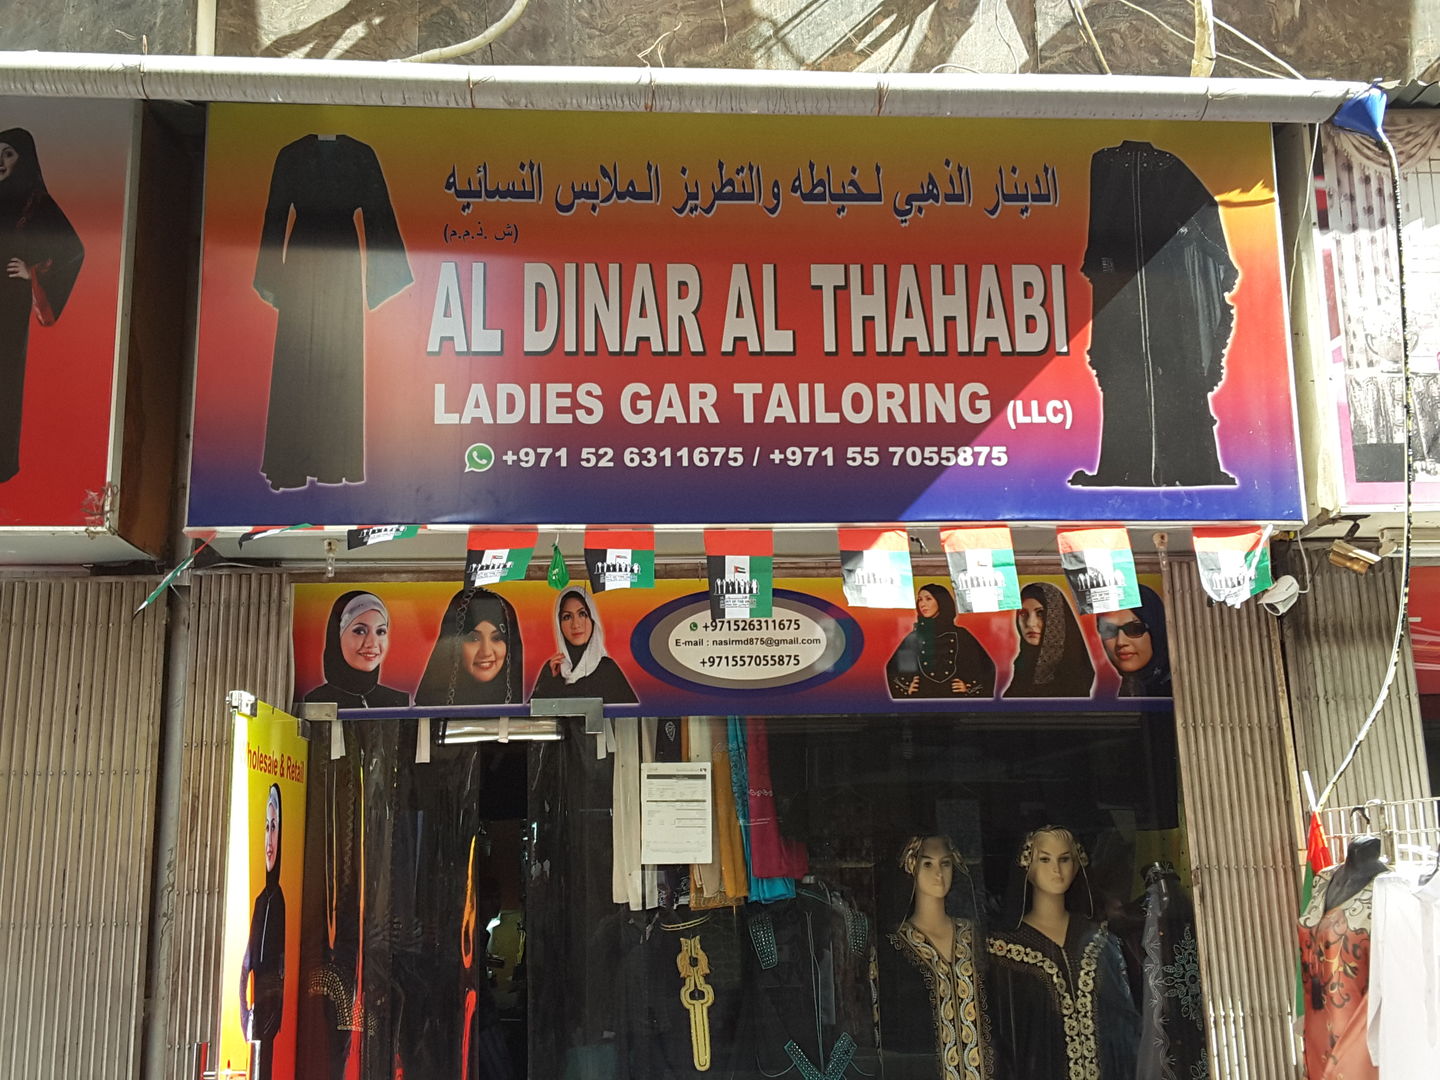 الدينار الذهبي لخياطه والتطريز الملابس النسائيه
(ش .ذ.م.م)
AL DINAR AL THAHABI
LADIES GAR TAILORING (LLC)
+971 52 6311675 / +971 55 7055875
+971526311675
E-mail : nasirmd875@gmail.com
+971557055875
holesale & Retail